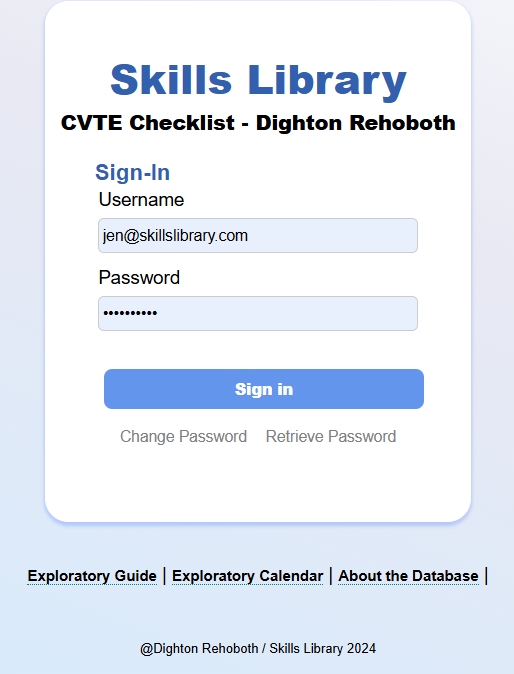 Skills Library
CVTE Checklist - Dighton Rehoboth
Sign-In
Username
jen@skillslibrary.com
Password
••••••••••
Sign in
Change Password Retrieve Password
Exploratory Guide | Exploratory Calendar | About the Database |
@Dighton Rehoboth / Skills Library 2024